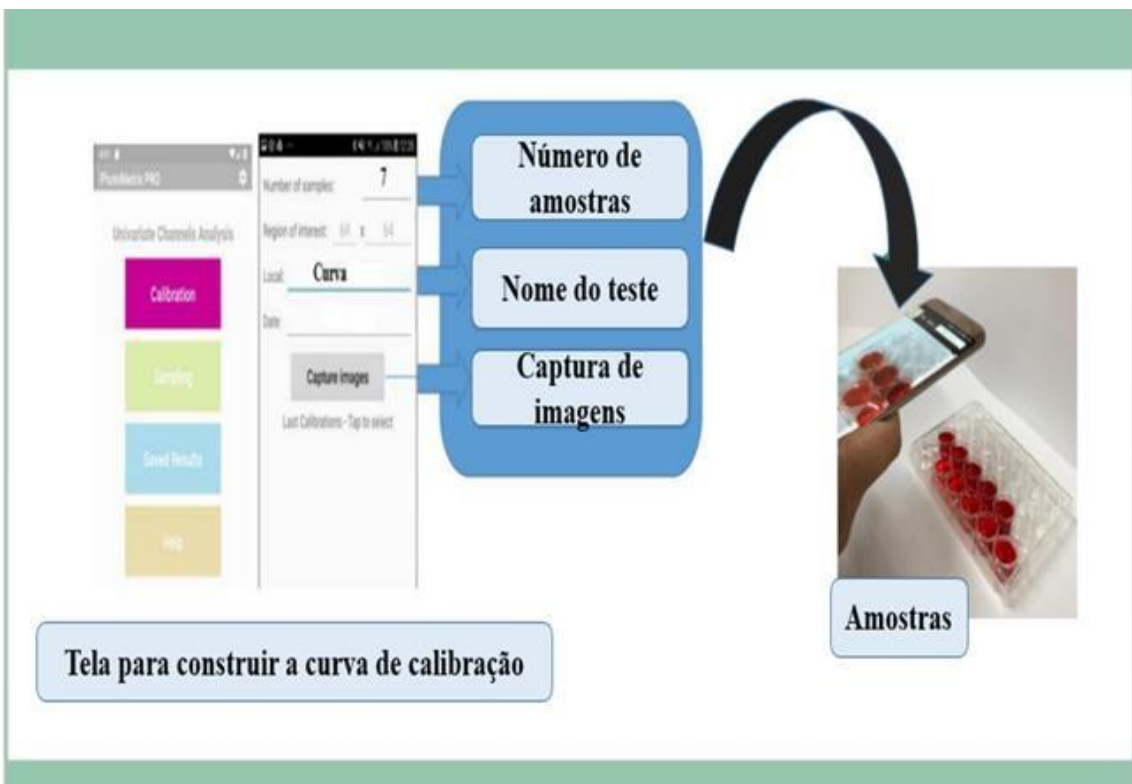 PhotoMetrix PRO
Univariate Channels Analysis
Calibration
Sampling
Saved Results
Help
Number of samples: 7
Region of interest: 64 x 64
Local: Curva
Date:
Capture images
Last Calibrations - Tap to select
Número de
amostras
Nome do teste
Captura de
imagens
Amostras
Tela para construir a curva de calibração